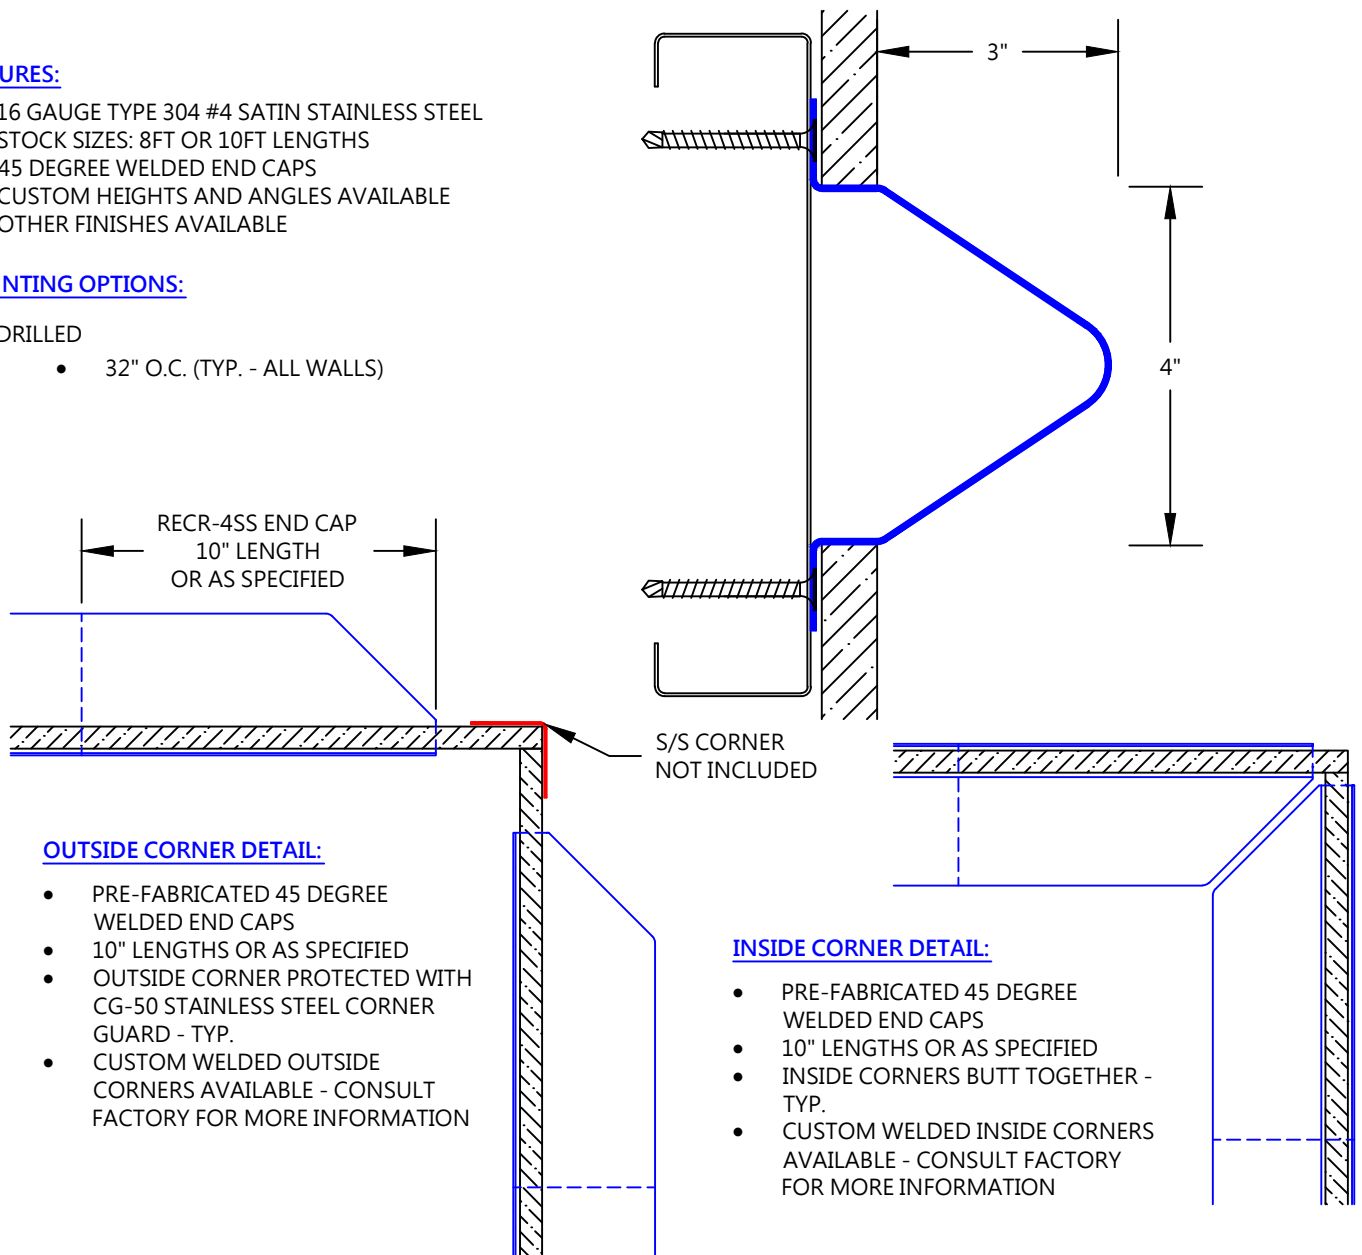 URES:
16 GAUGE TYPE 304 #4 SATIN STAINLESS STEEL
STOCK SIZES: 8FT OR 10FT LENGTHS
45 DEGREE WELDED END CAPS
CUSTOM HEIGHTS AND ANGLES AVAILABLE
OTHER FINISHES AVAILABLE
NTING OPTIONS:
DRILLED
• 32" O.C. (TYP. - ALL WALLS)
3"
4"
RECR-4SS END CAP
10" LENGTH
OR AS SPECIFIED
S/S CORNER
NOT INCLUDED
OUTSIDE CORNER DETAIL:
• PRE-FABRICATED 45 DEGREE
WELDED END CAPS
• 10" LENGTHS OR AS SPECIFIED
• OUTSIDE CORNER PROTECTED WITH
CG-50 STAINLESS STEEL CORNER
GUARD - TYP.
• CUSTOM WELDED OUTSIDE
CORNERS AVAILABLE - CONSULT
FACTORY FOR MORE INFORMATION
INSIDE CORNER DETAIL:
• PRE-FABRICATED 45 DEGREE
WELDED END CAPS
• 10" LENGTHS OR AS SPECIFIED
• INSIDE CORNERS BUTT TOGETHER -
TYP.
• CUSTOM WELDED INSIDE CORNERS
AVAILABLE - CONSULT FACTORY
FOR MORE INFORMATION